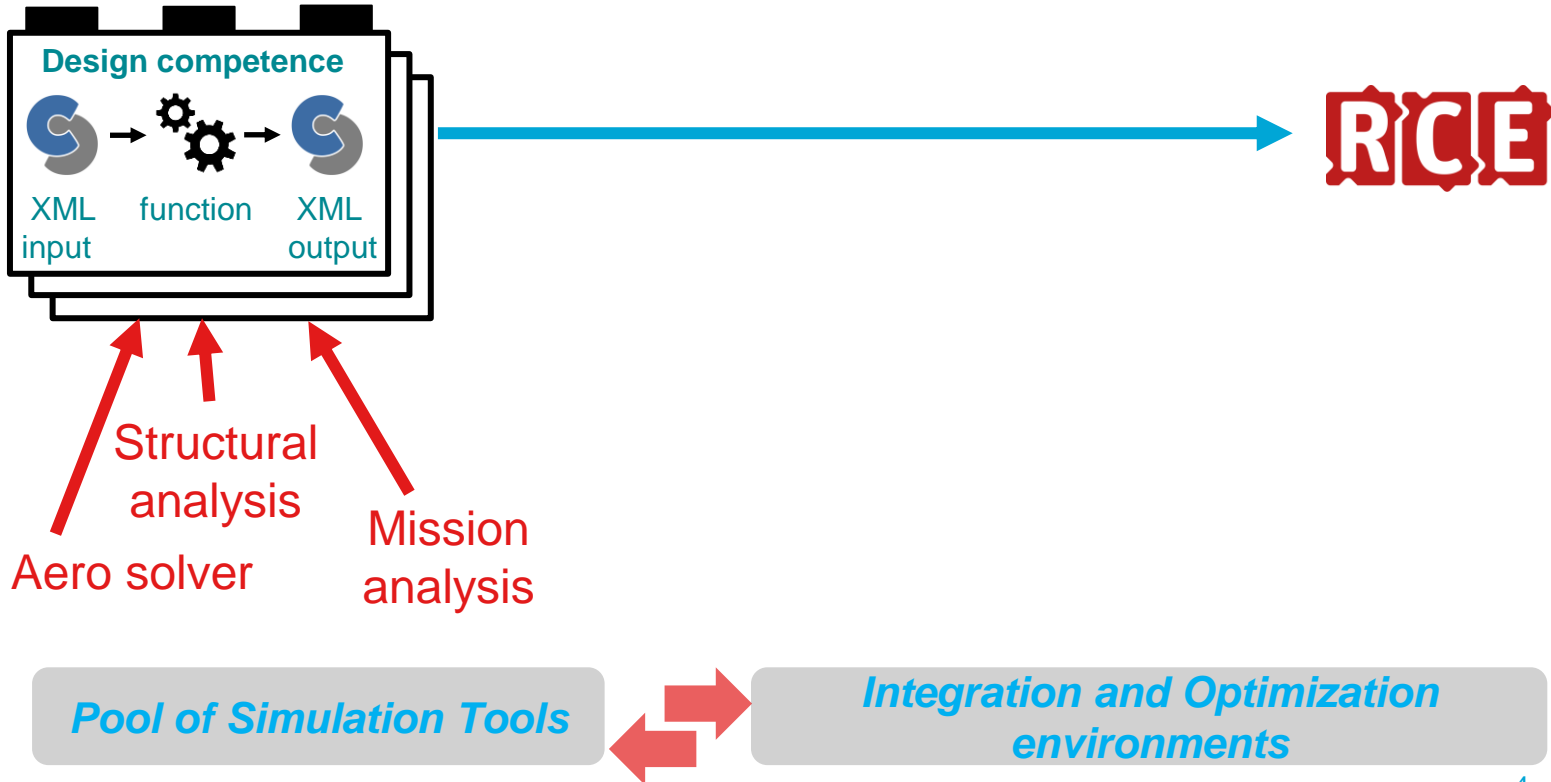 Design competence
XML function XML
input output
RCE
Structural
analysis
Mission
analysis
Aero solver
Pool of Simulation Tools
Integration and Optimization
environments